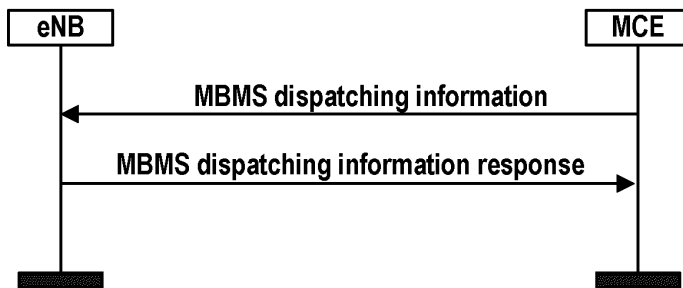 eNB
MCE
MBMS dispatching information
MBMS dispatching information response